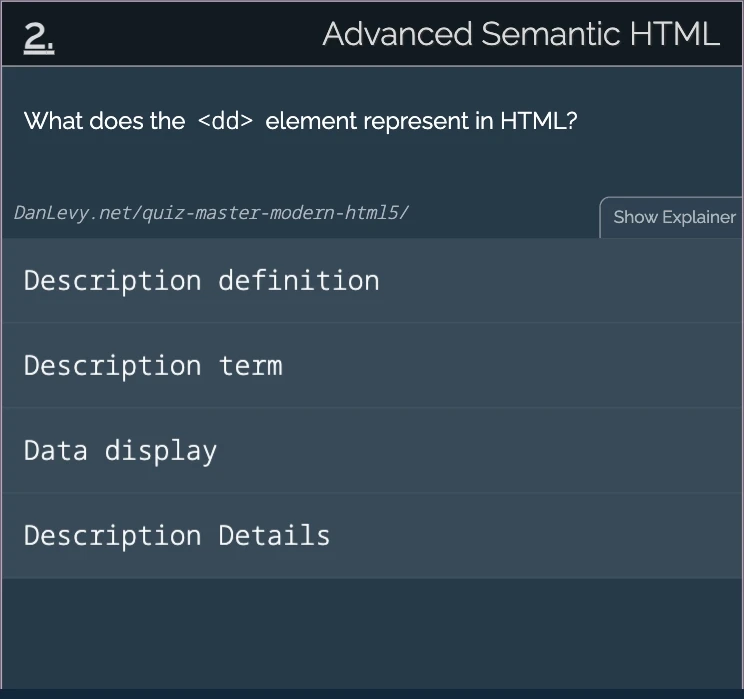 2.
Advanced Semantic HTML
What does the <dd> element represent in HTML?
DanLevy.net/quiz-master-modern-html5/
Show Explainer
Description definition
Description term
Data display
Description Details